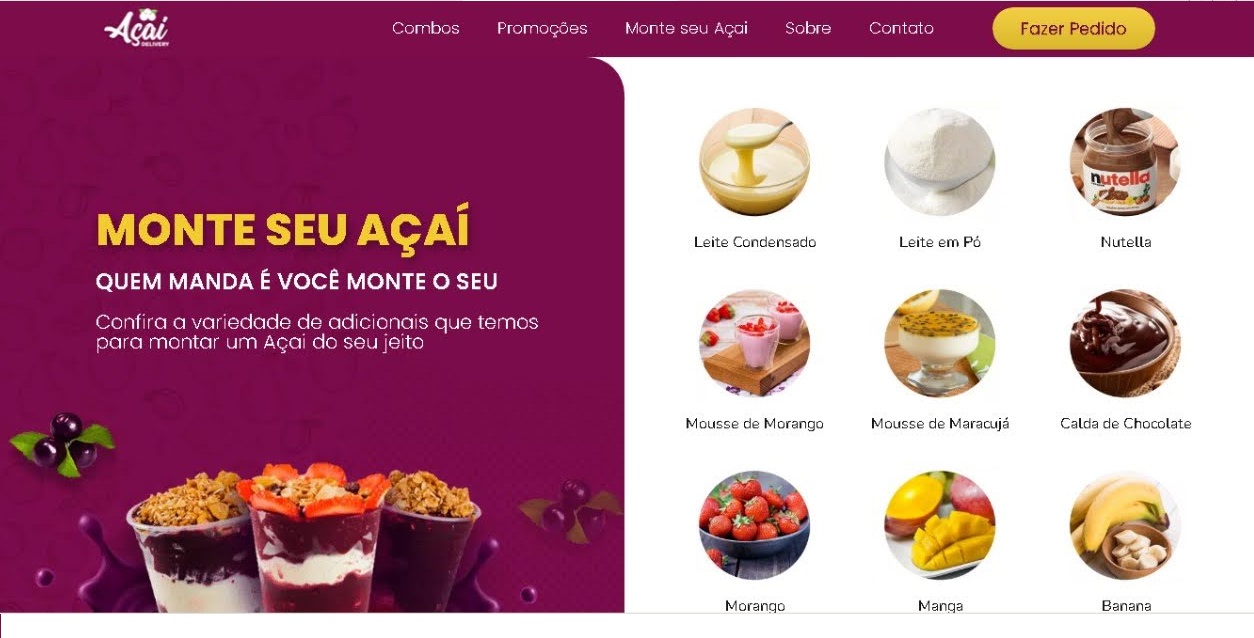 Açaí
DELIVERY
Combos
Promoções
Monte seu Açai
Sobre
Contato
Fazer Pedido
MONTE SEU AÇAÍ
QUEM MANDA É VOCÊ MONTE O SEU
Confira a variedade de adicionais que temos
para montar um Açai do seu jeito
Leite Condensado
Leite em Pó
nutella
Nutella
Mousse de Morango
Mousse de Maracujá
Calda de Chocolate
Morango
Manga
Banana